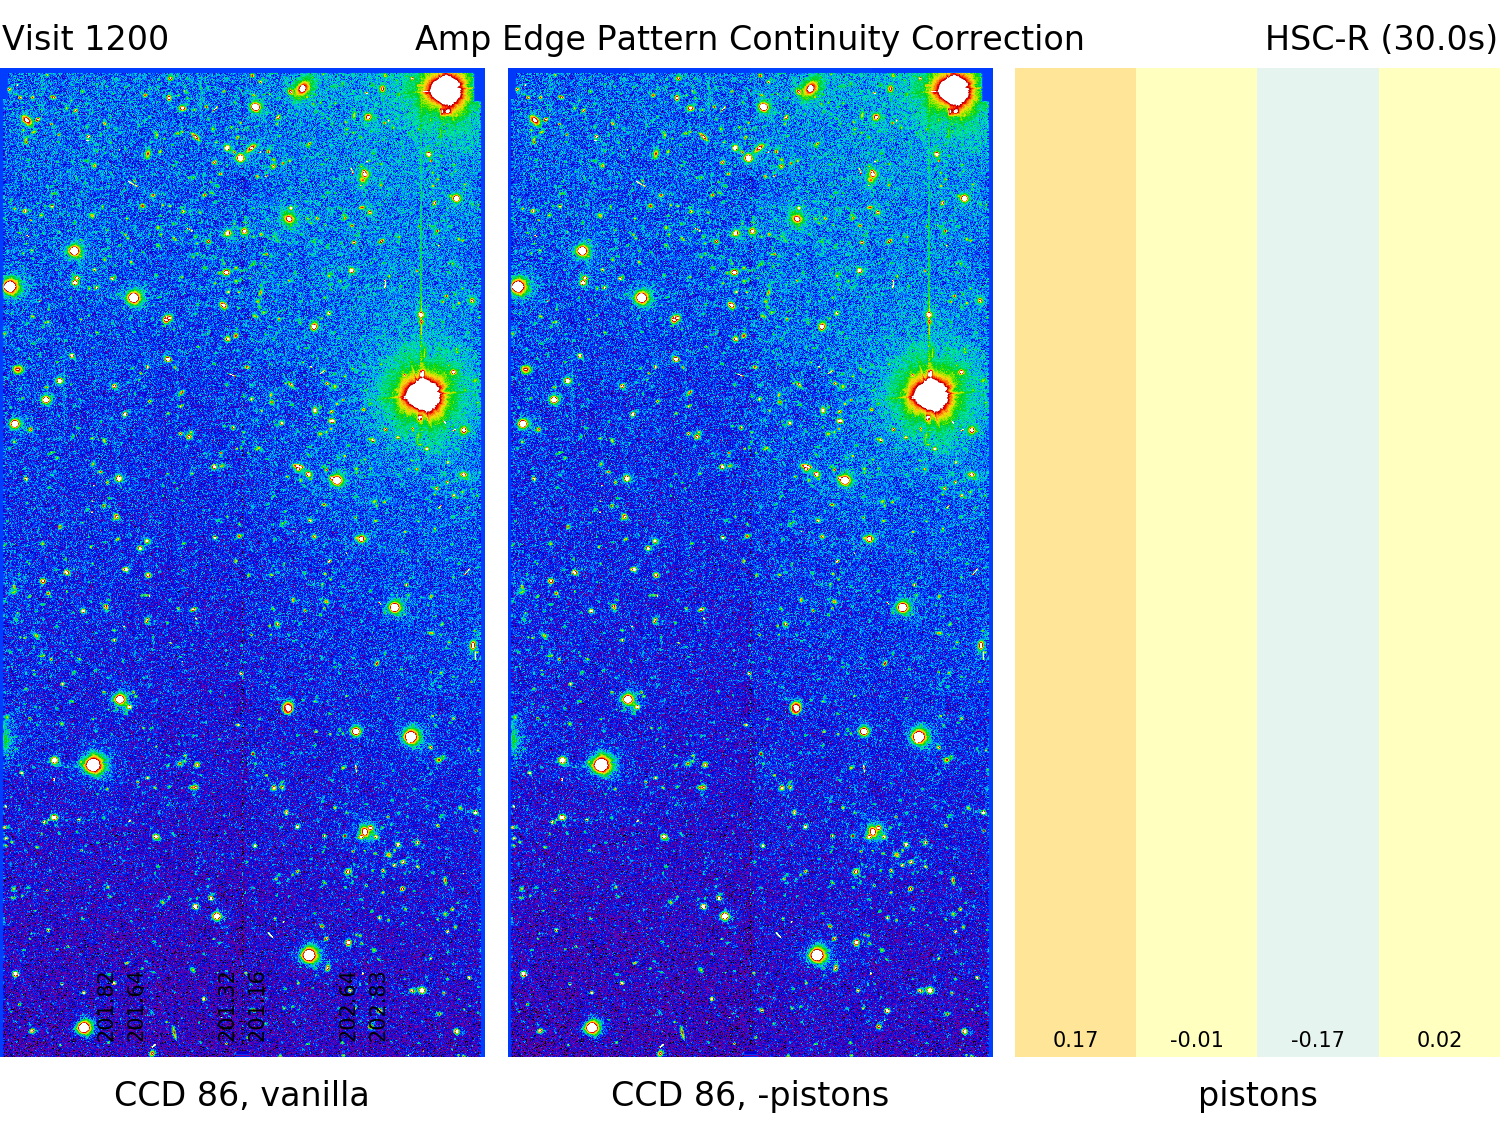 Visit 1200 Amp Edge Pattern Continuity Correction HSC-R (30.0s)
201.82 201.64 201.32 201.16 202.64 202.83
0.17 -0.01 -0.17 0.02
CCD 86, vanilla CCD 86, -pistons pistons